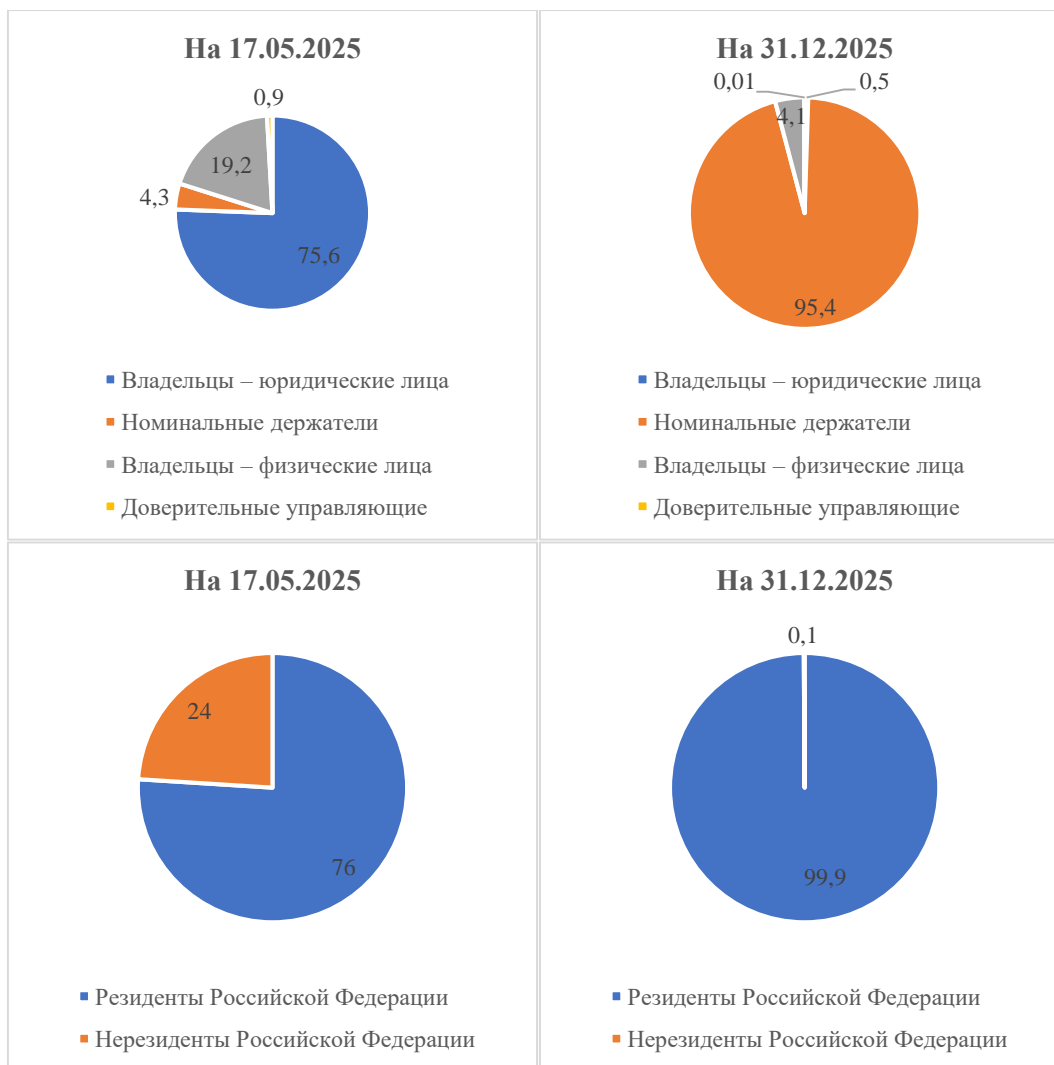 На 17.05.2025
0,9
19,2
4,3
75,6
Владельцы – юридические лица
Номинальные держатели
Владельцы – физические лица
Доверительные управляющие
На 31.12.2025
0,01
0,5
4,1
95,4
Владельцы – юридические лица
Номинальные держатели
Владельцы – физические лица
Доверительные управляющие
На 17.05.2025
24
76
Резиденты Российской Федерации
Нерезиденты Российской Федерации
На 31.12.2025
0,1
99,9
Резиденты Российской Федерации
Нерезиденты Российской Федерации